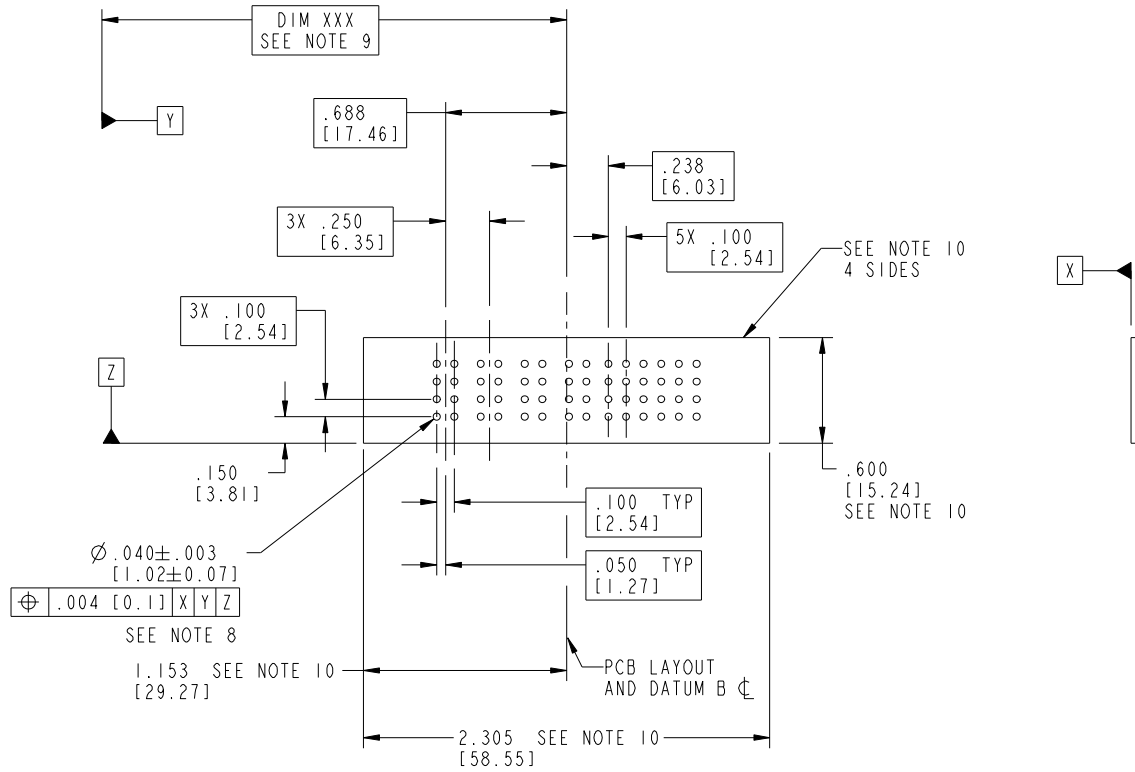 DIM XXX
SEE NOTE 9
Y
.688
[17.46]
.238
[6.03]
3X .250
[6.35]
5X .100
[2.54]
SEE NOTE 10
4 SIDES
X
3X .100
[2.54]
Z
.150
[3.81]
.600
[15.24]
SEE NOTE 10
.100 TYP
[2.54]
Ø.040±.003
[1.02±0.07]
.050 TYP
[1.27]
⌖ .004 [0.1] X Y Z
SEE NOTE 8
1.153 SEE NOTE 10
[29.27]
PCB LAYOUT
AND DATUM B ℄
2.305 SEE NOTE 10
[58.55]